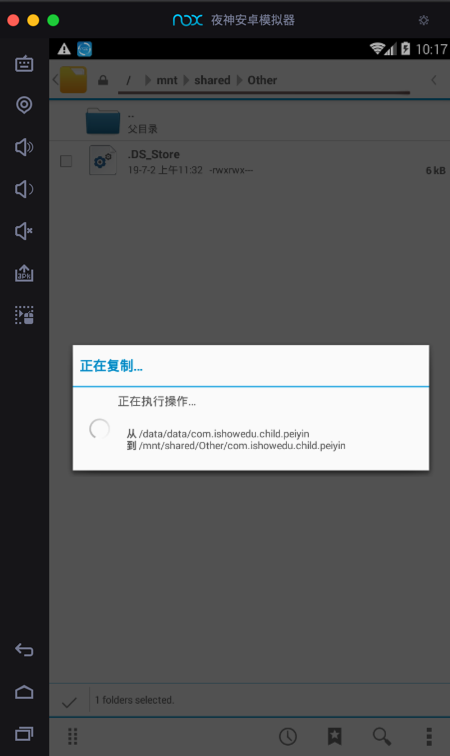 nox 夜神安卓模拟器
10:17
/ mnt shared Other
..
父目录
.DS_Store
19-7-2 上午11:32 -rwxrwx---
6 kB
APK
正在复制...
正在执行操作...
从 /data/data/com.ishowedu.child.peiyin
到 /mnt/shared/Other/com.ishowedu.child.peiyin
1 folders selected.